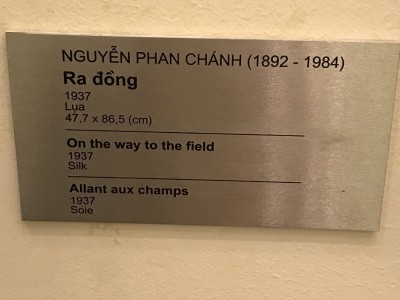 NGUYỄN PHAN CHÁNH (1892 - 1984)
Ra đồng
1937
Lụa
47,7 x 86,5 (cm)
On the way to the field
1937
Silk
Allant aux champs
1937
Soie